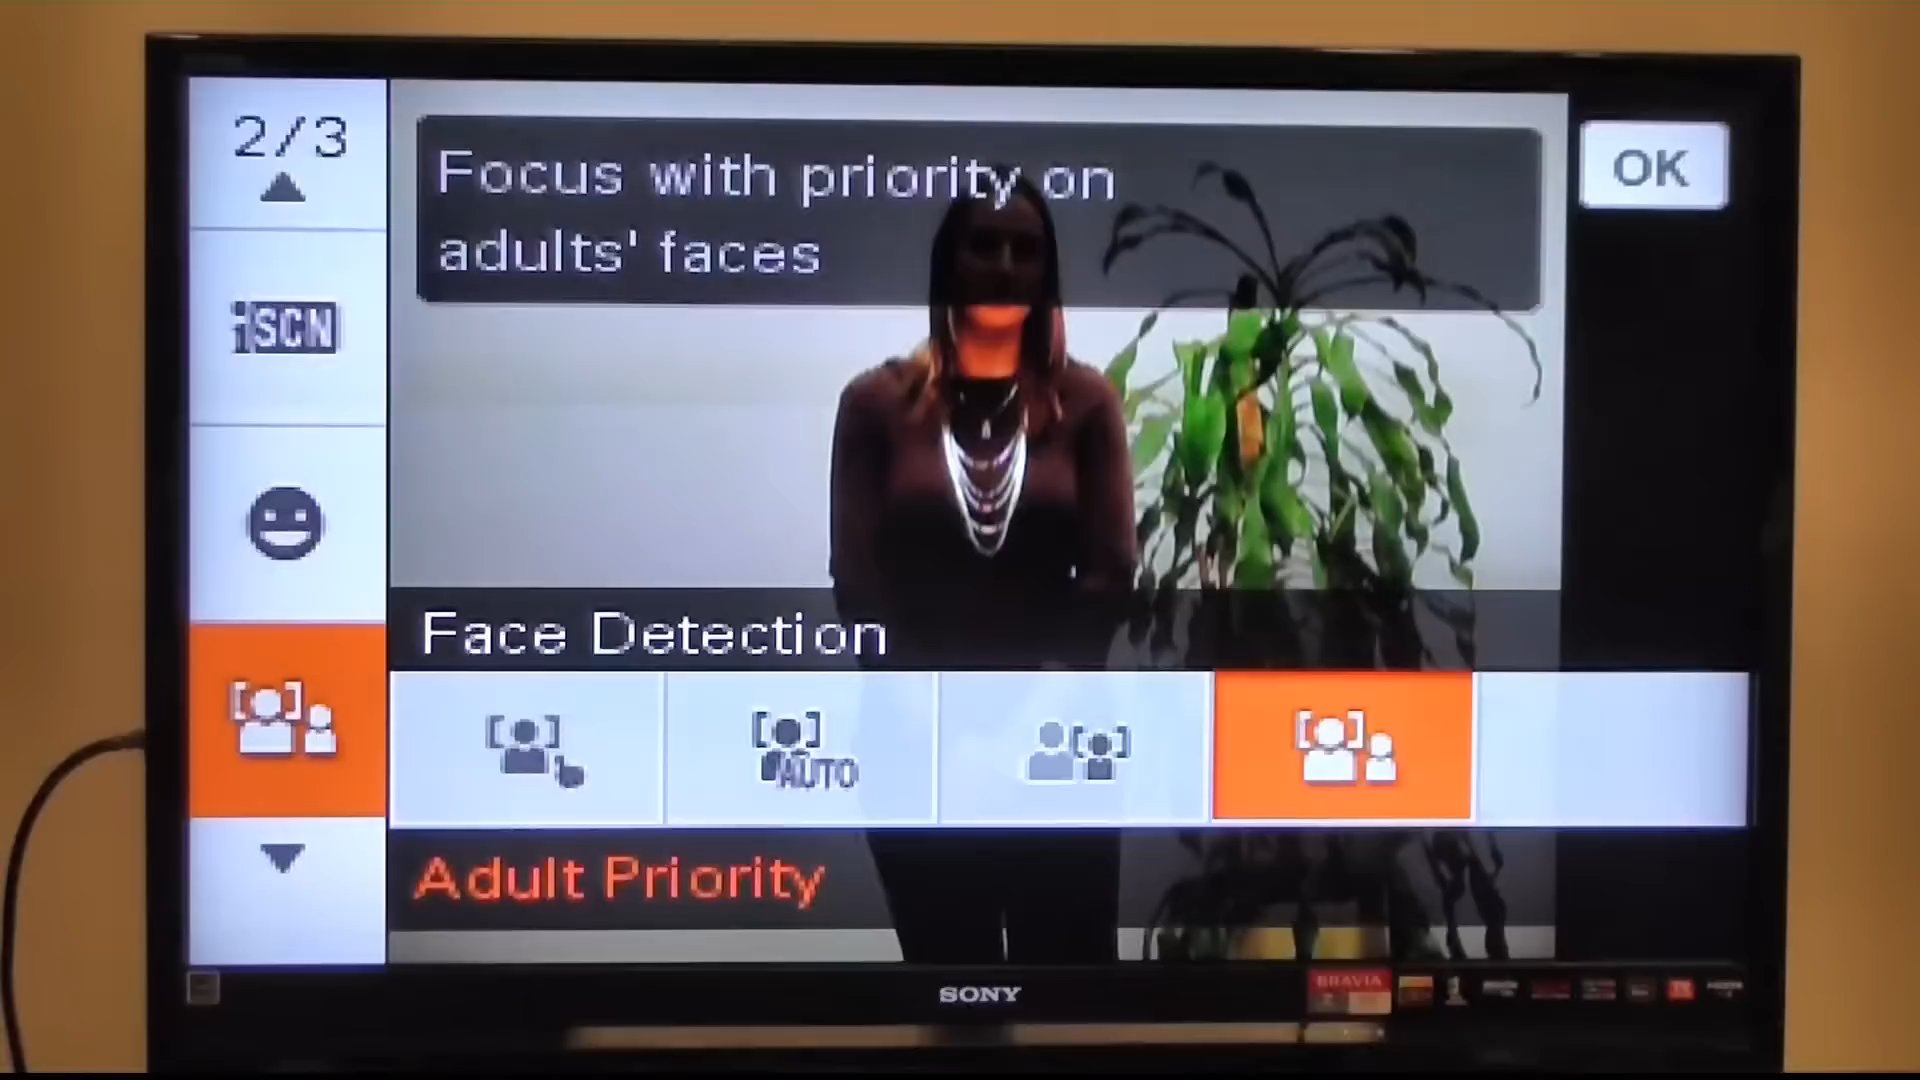 2/3
Focus with priority on
adults' faces
OK
iSCN
Face Detection
AUTO
Adult Priority
SONY
BRAVIA